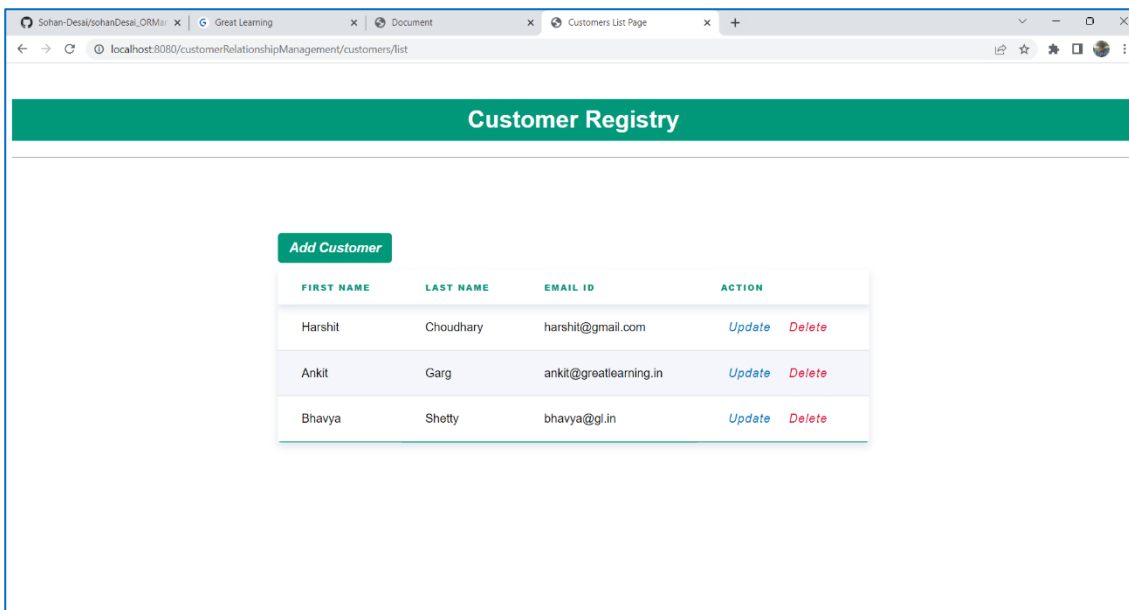 Sohan-Desai/sohanDesai_ORMar Great Learning Document Customers List Page
localhost:8080/customerRelationshipManagement/customers/list
Customer Registry
Add Customer
FIRST NAME LAST NAME EMAIL ID ACTION
Harshit Choudhary harshit@gmail.com Update Delete
Ankit Garg ankit@greatlearning.in Update Delete
Bhavya Shetty bhavya@gl.in Update Delete